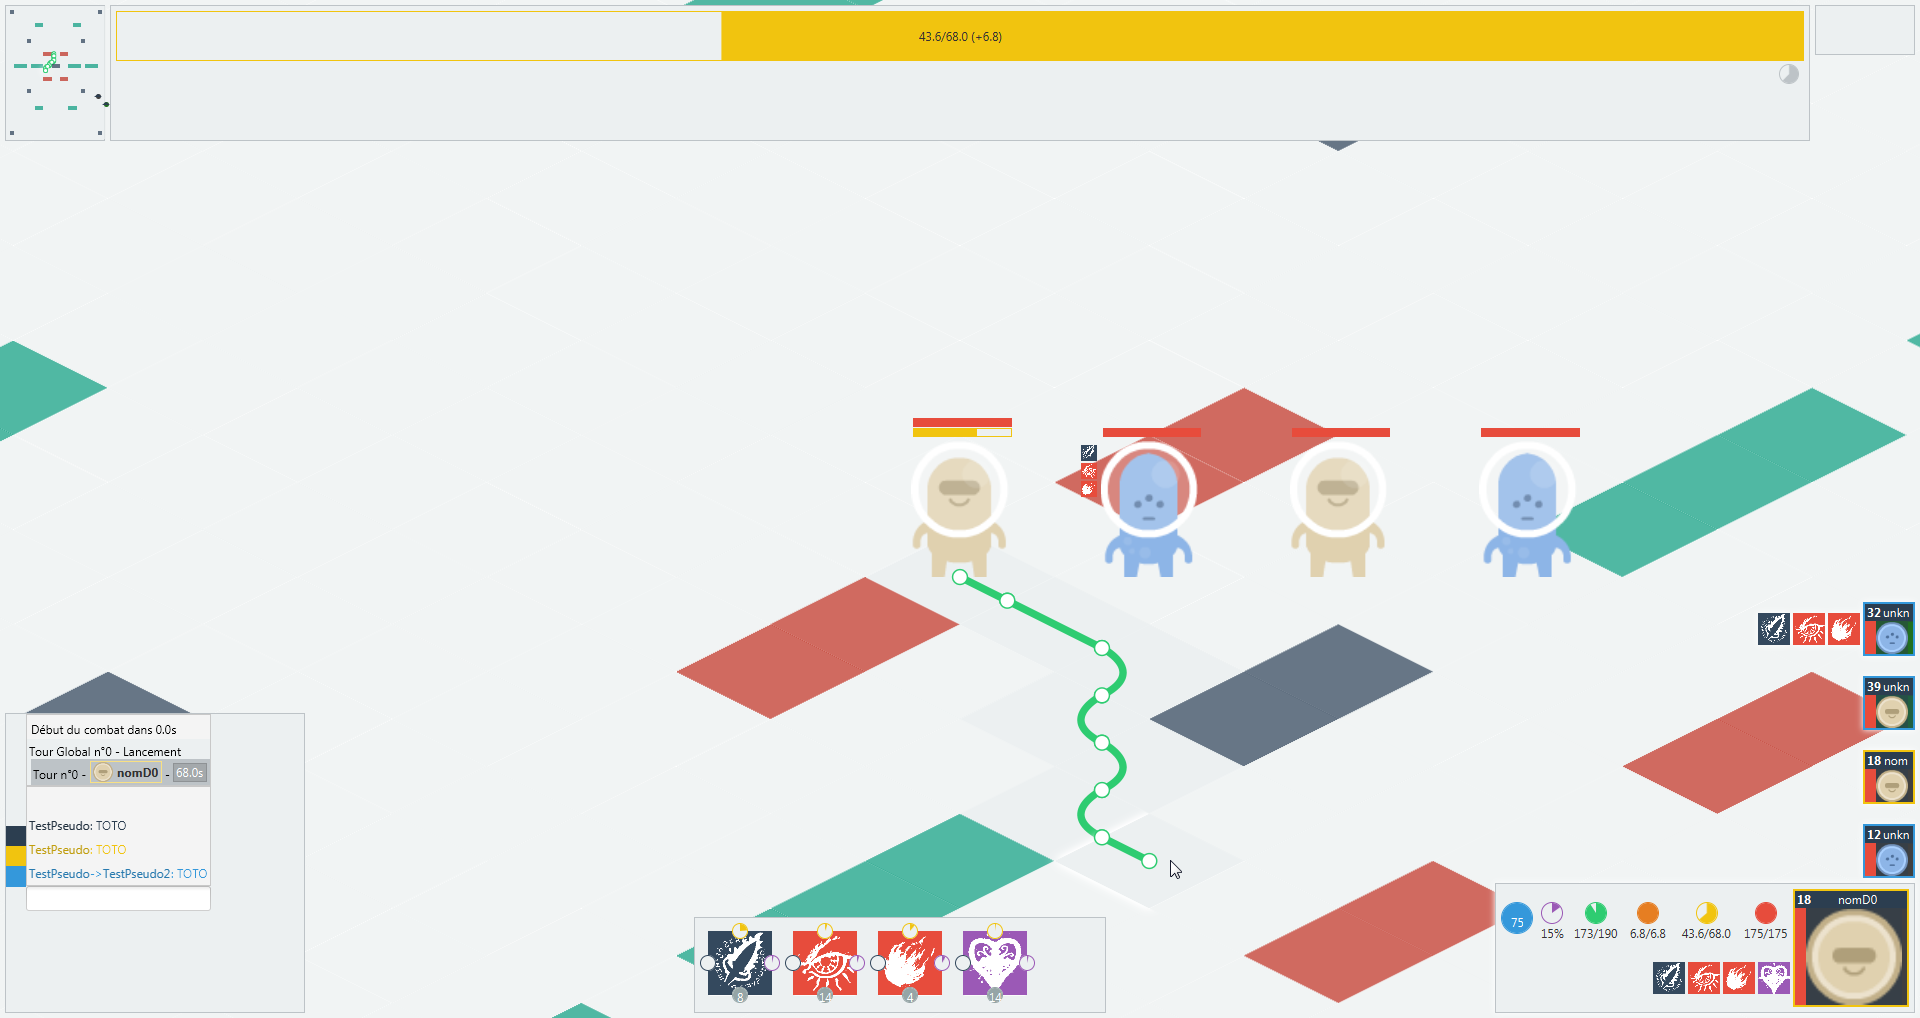 43.6/68.0 (+6.8)
32 unkn
39 unkn
18 nom
12 unkn
Début du combat dans 0.0s
Tour Global n°0 - Lancement
Tour n°0 - nomD0 - 68.0s
TestPseudo: TOTO
TestPseudo: TOTO
TestPseudo->TestPseudo2: TOTO
8 14 4 14
18 nomD0
75 15% 173/190 6.8/6.8 43.6/68.0 175/175